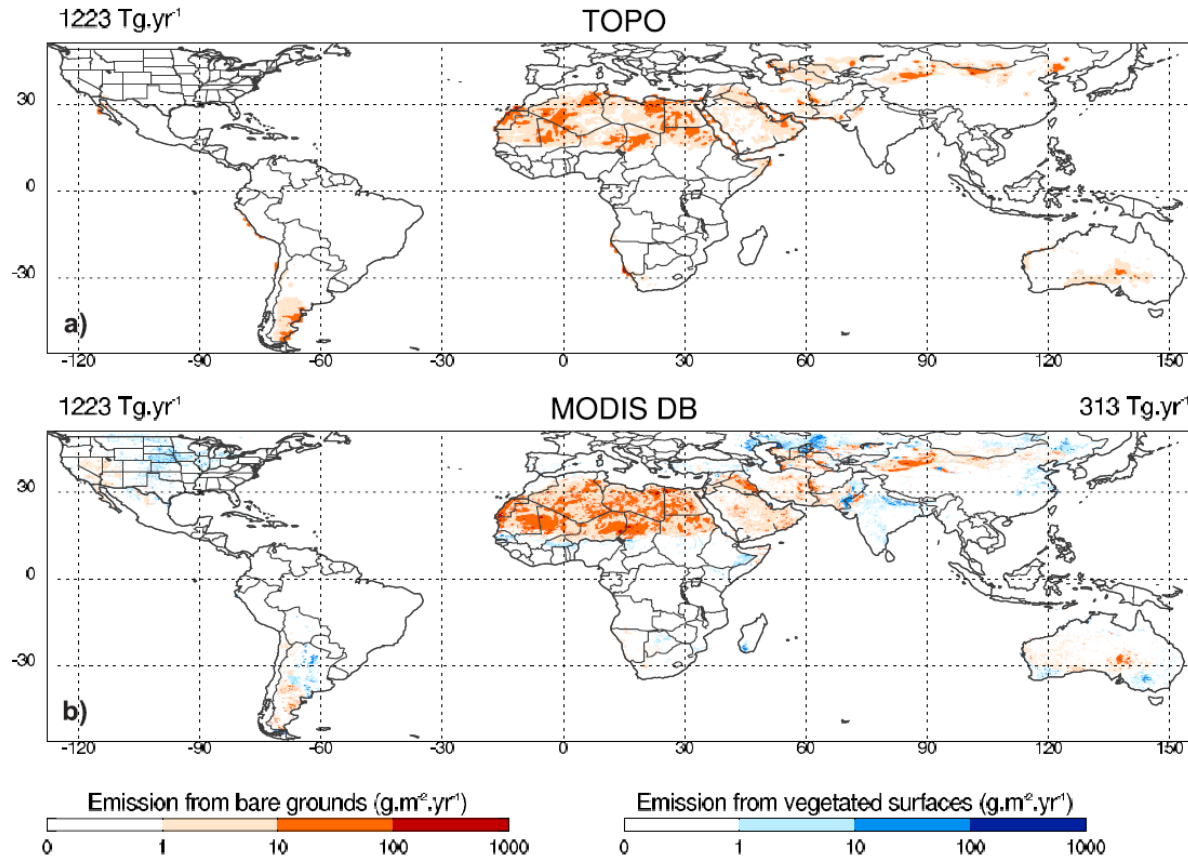 1223 Tg.yr⁻¹ TOPO
30
0
-30
a)
-120 -90 -60 -30 0 30 60 90 120 150
1223 Tg.yr⁻¹ MODIS DB 313 Tg.yr⁻¹
30
0
-30
b)
-120 -90 -60 -30 0 30 60 90 120 150
Emission from bare grounds (g.m⁻².yr⁻¹) Emission from vegetated surfaces (g.m⁻².yr⁻¹)
0 1 10 100 1000 0 1 10 100 1000